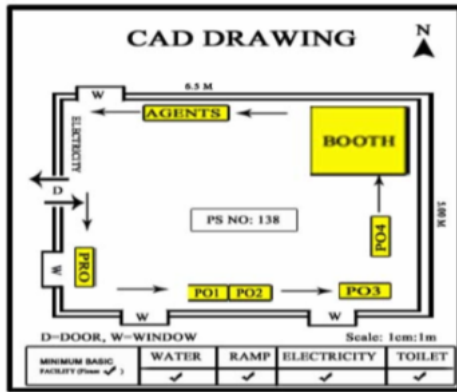 CAD DRAWING
N
6.5 M
W
AGENTS
ELECTRICITY
BOOTH
D
PS NO: 138
5.00 M
PO4
PRO
W
PO1 PO2
PO3
W
W
D=DOOR, W=WINDOW
Scale: 1cm:1m
MINIMUM BASIC
FACILITY (Please ✓ )
WATER RAMP ELECTRICITY TOILET
✓ ✓ ✓ ✓